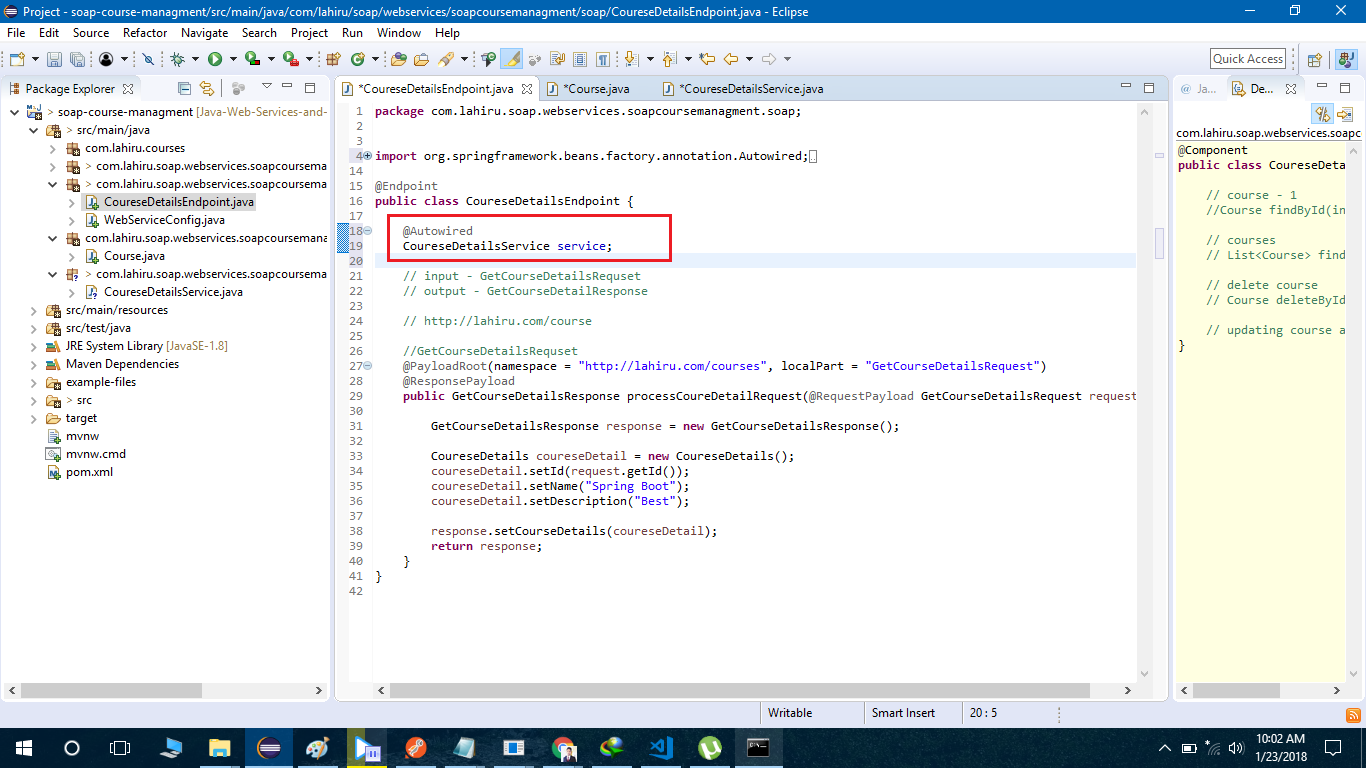 Project - soap-course-managment/src/main/java/com/lahiru/soap/webservices/soapcoursemanagment/soap/CoureseDetailsEndpoint.java - Eclipse
File Edit Source Refactor Navigate Search Project Run Window Help
Quick Access
Package Explorer
*CoureseDetailsEndpoint.java
*Course.java
*CoureseDetailsService.java
@ Ja...
De...
> soap-course-managment [Java-Web-Services-and-
> src/main/java
com.lahiru.courses
> com.lahiru.soap.webservices.soapcoursema
> com.lahiru.soap.webservices.soapcoursema
CoureseDetailsEndpoint.java
WebServiceConfig.java
com.lahiru.soap.webservices.soapcoursemana
Course.java
> com.lahiru.soap.webservices.soapcoursema
CoureseDetailsService.java
src/main/resources
src/test/java
JRE System Library [JavaSE-1.8]
Maven Dependencies
example-files
> src
target
mvnw
mvnw.cmd
pom.xml
1 package com.lahiru.soap.webservices.soapcoursemanagment.soap;
2
3
4 import org.springframework.beans.factory.annotation.Autowired;
14
15 @Endpoint
16 public class CoureseDetailsEndpoint {
17
18 @Autowired
19 CoureseDetailsService service;
20
21 // input - GetCourseDetailsRequset
22 // output - GetCourseDetailResponse
23
24 // http://lahiru.com/course
25
26 //GetCourseDetailsRequset
27 @PayloadRoot(namespace = "http://lahiru.com/courses", localPart = "GetCourseDetailsRequest")
28 @ResponsePayload
29 public GetCourseDetailsResponse processCoureDetailRequest(@RequestPayload GetCourseDetailsRequest request
30
31 GetCourseDetailsResponse response = new GetCourseDetailsResponse();
32
33 CoureseDetails coureseDetail = new CoureseDetails();
34 coureseDetail.setId(request.getId());
35 coureseDetail.setName("Spring Boot");
36 coureseDetail.setDescription("Best");
37
38 response.setCourseDetails(coureseDetail);
39 return response;
40 }
41 }
42
com.lahiru.soap.webservices.soapc
@Component
public class CoureseDeta
// course - 1
//Course findById(in
// courses
// List<Course> find
// delete course
// Course deleteById
// updating course a
}
Writable
Smart Insert
20 : 5
10:02 AM
1/23/2018